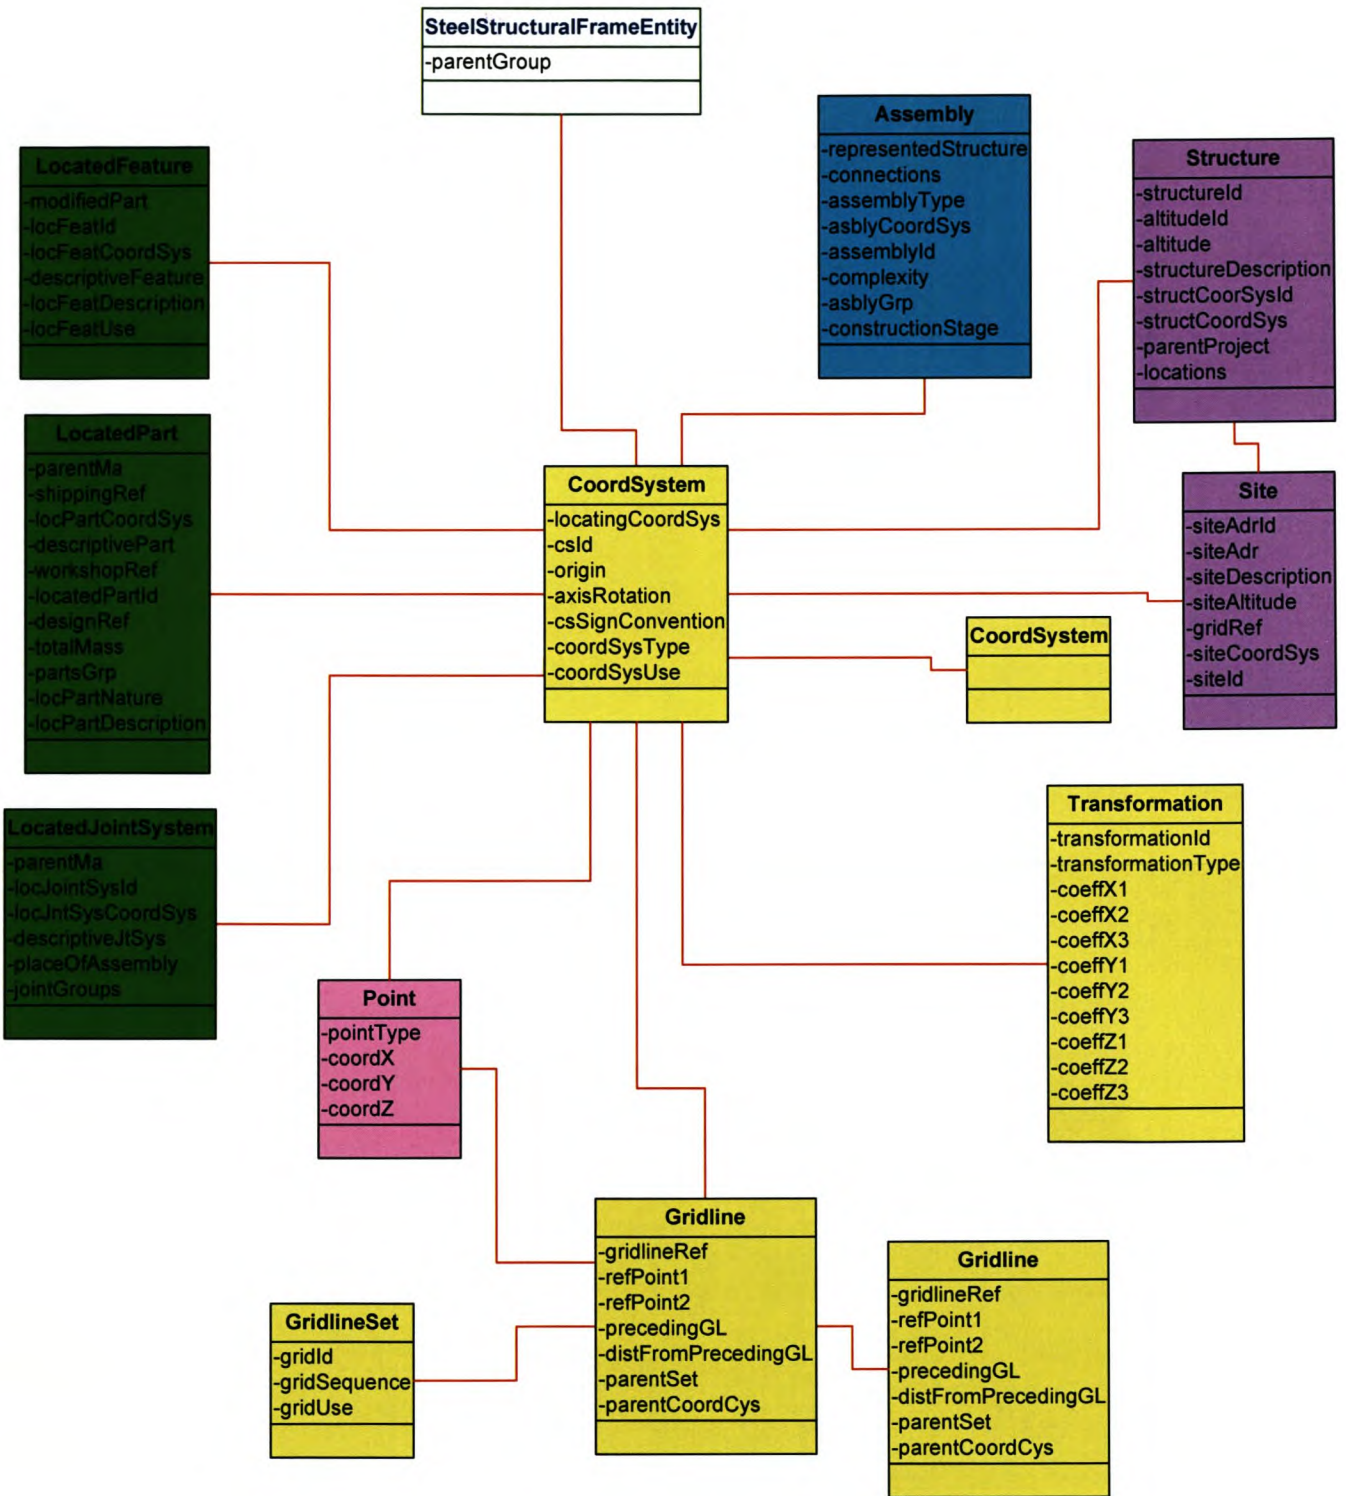 SteelStructuralFrameEntity
-parentGroup
Assembly
-representedStructure
-connections
-assemblyType
-asblyCoordSys
-assemblyId
-complexity
-asblyGrp
-constructionStage
Structure
-structureId
-altitudeId
-altitude
-structureDescription
-structCoorSysId
-structCoordSys
-parentProject
-locations
LocatedFeature
-modifiedPart
-locFeatId
-locFeatCoordSys
-descriptiveFeature
-locFeatDescription
-locFeatUse
LocatedPart
-parentMa
-shippingRef
-locPartCoordSys
-descriptivePart
-workshopRef
-locatedPartId
-designRef
-totalMass
-partsGrp
-locPartNature
-locPartDescription
CoordSystem
-locatingCoordSys
-csId
-origin
-axisRotation
-csSignConvention
-coordSysType
-coordSysUse
Site
-siteAdrId
-siteAdr
-siteDescription
-siteAltitude
-gridRef
-siteCoordSys
-siteId
CoordSystem
LocatedJointSystem
-parentMa
-locJointSysId
-locJntSysCoordSys
-descriptiveJtSys
-placeOfAssembly
-jointGroups
Transformation
-transformationId
-transformationType
-coeffX1
-coeffX2
-coeffX3
-coeffY1
-coeffY2
-coeffY3
-coeffZ1
-coeffZ2
-coeffZ3
Point
-pointType
-coordX
-coordY
-coordZ
Gridline
-gridlineRef
-refPoint1
-refPoint2
-precedingGL
-distFromPrecedingGL
-parentSet
-parentCoordCys
Gridline
-gridlineRef
-refPoint1
-refPoint2
-precedingGL
-distFromPrecedingGL
-parentSet
-parentCoordCys
GridlineSet
-gridId
-gridSequence
-gridUse